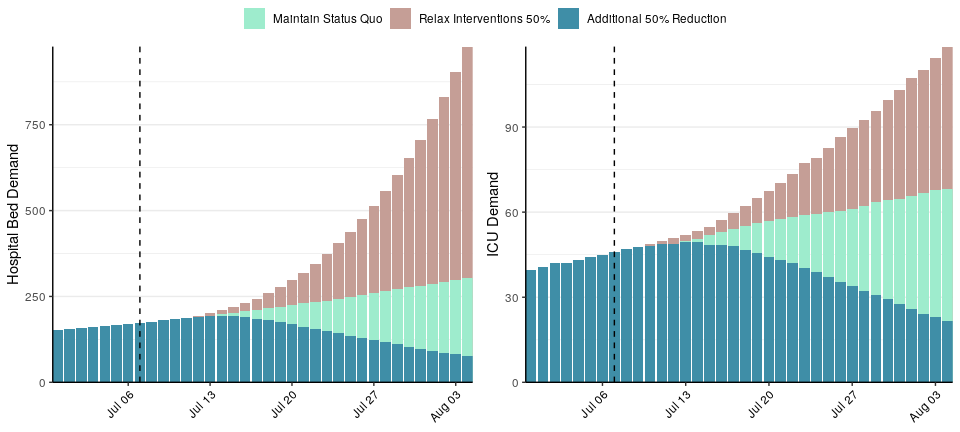 Maintain Status Quo Relax Interventions 50% Additional 50% Reduction
Hospital Bed Demand
750
500
250
0
Jul 06 Jul 13 Jul 20 Jul 27 Aug 03
ICU Demand
90
60
30
0
Jul 06 Jul 13 Jul 20 Jul 27 Aug 03